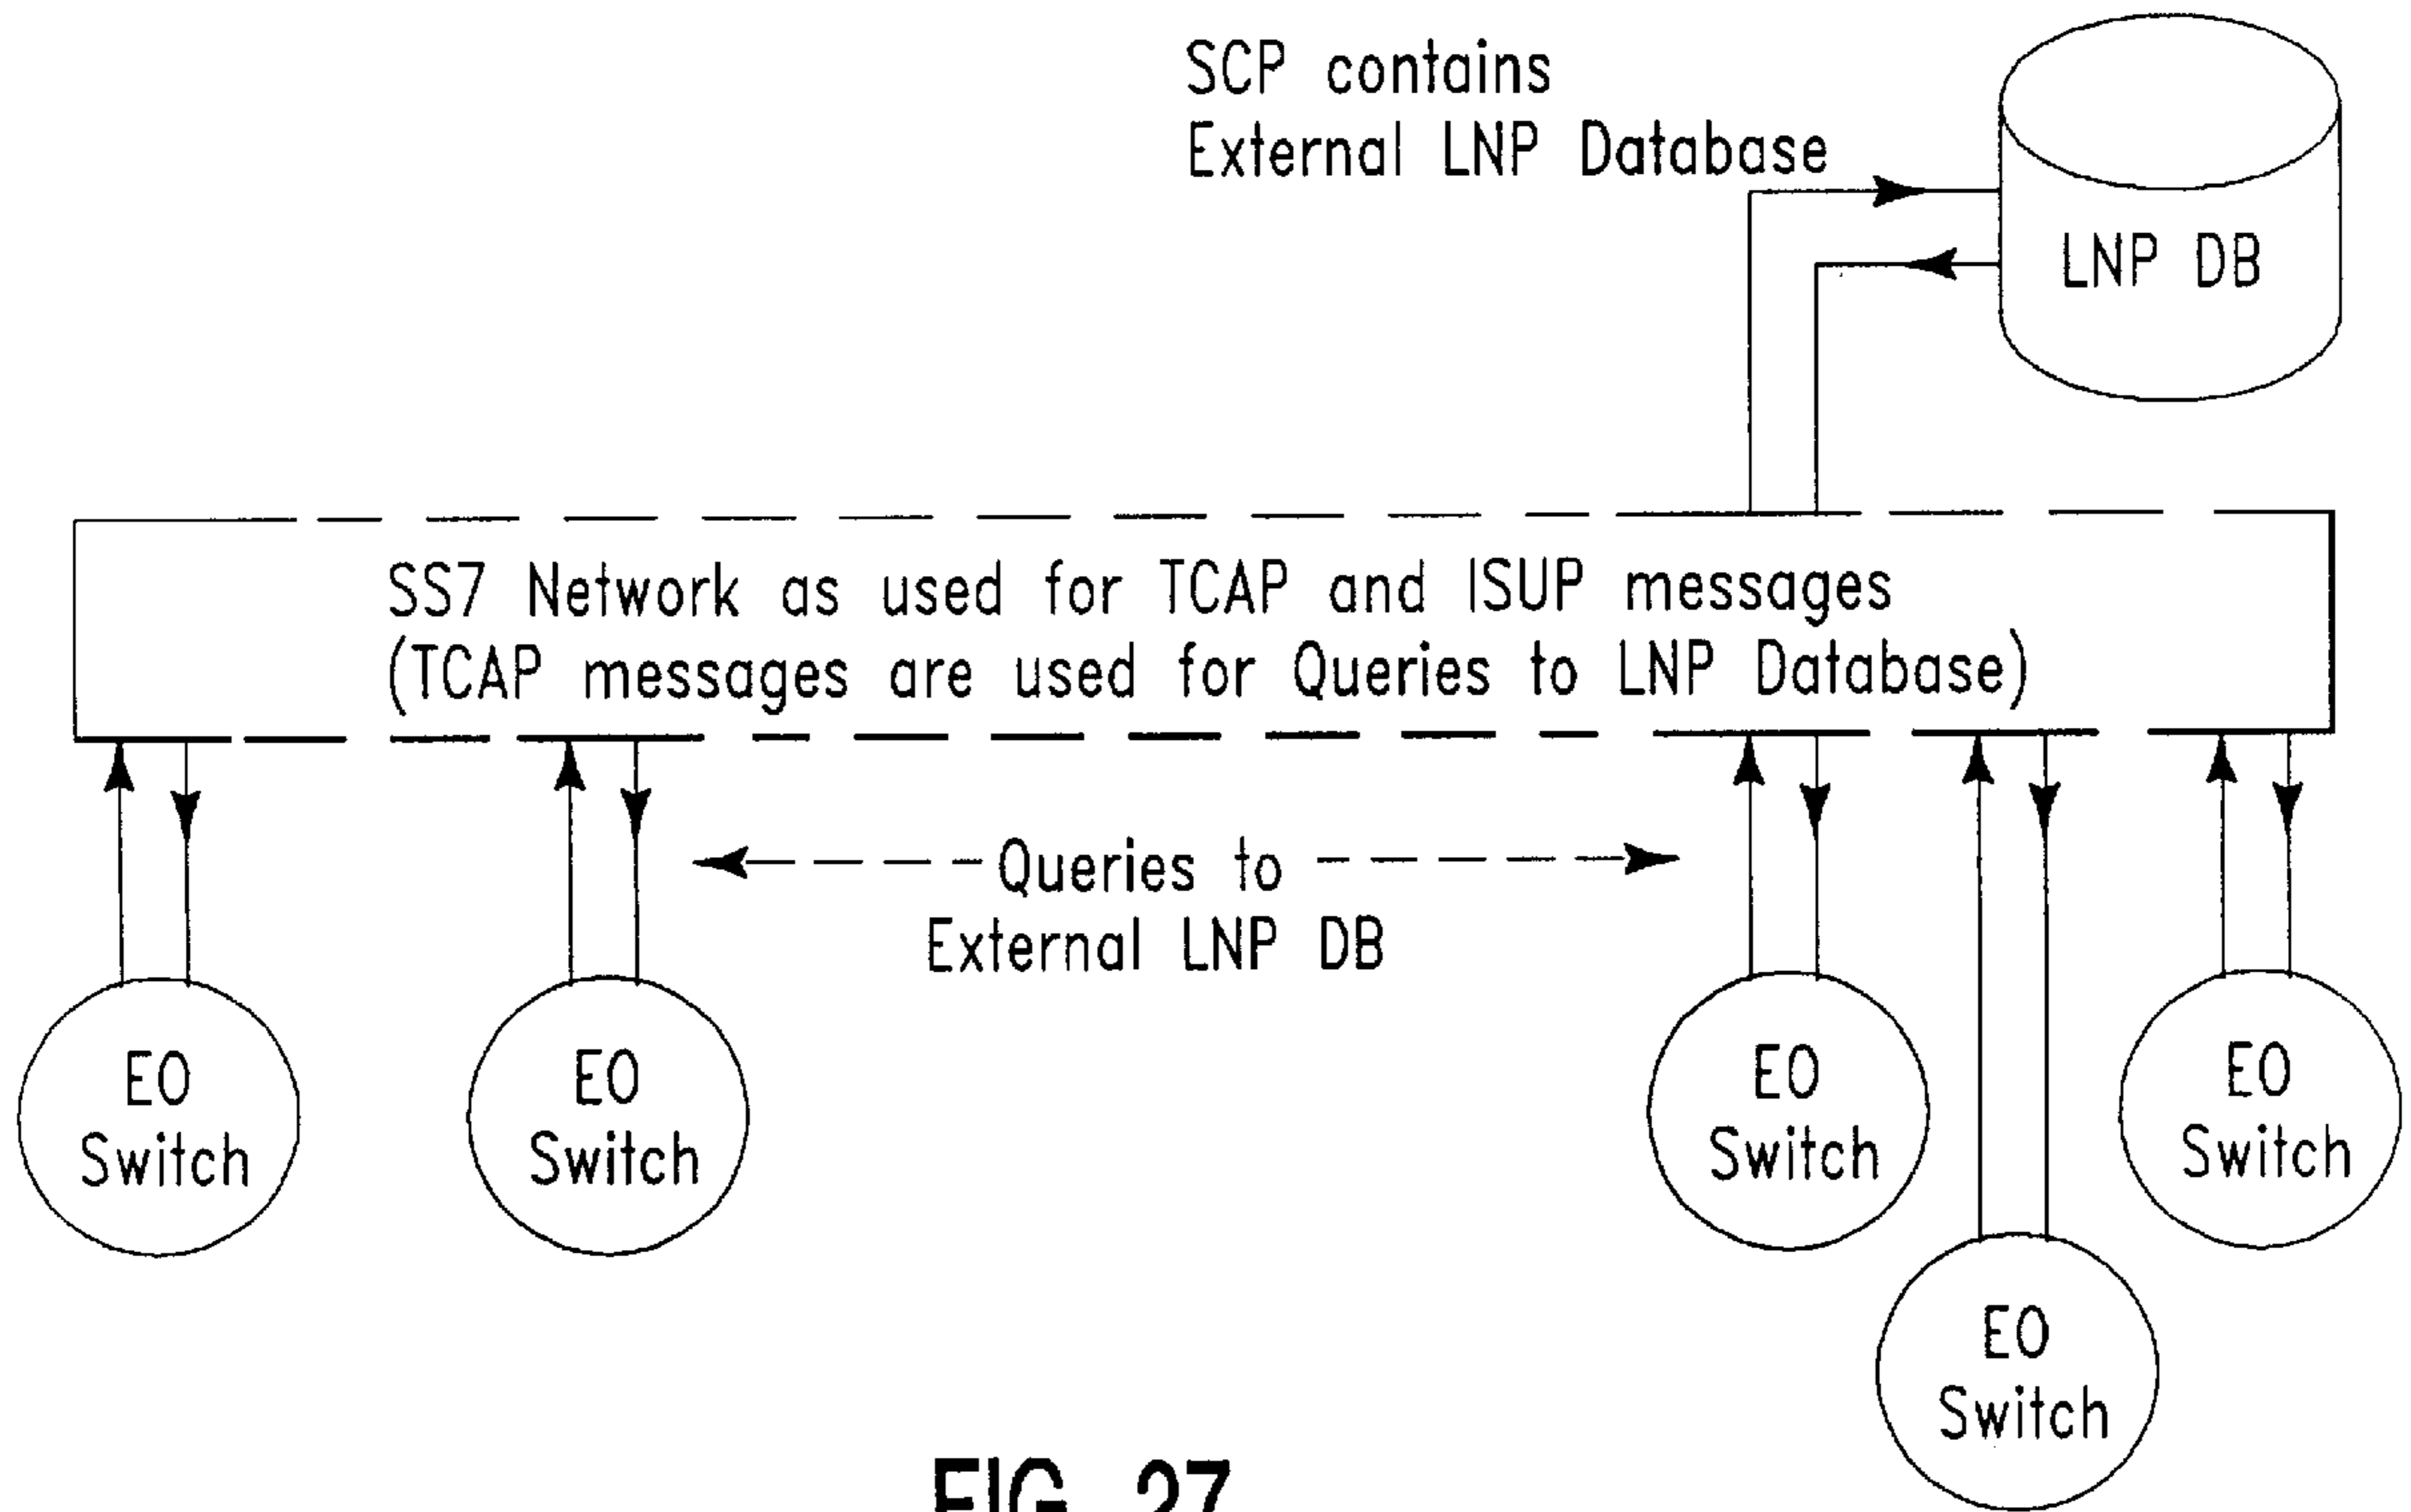 SCP contains
External LNP Database
LNP DB
SS7 Network as used for TCAP and ISUP messages
(TCAP messages are used for Queries to LNP Database)
Queries to
External LNP DB
EO
Switch
EO
Switch
EO
Switch
EO
Switch
EO
Switch
FIG. 27